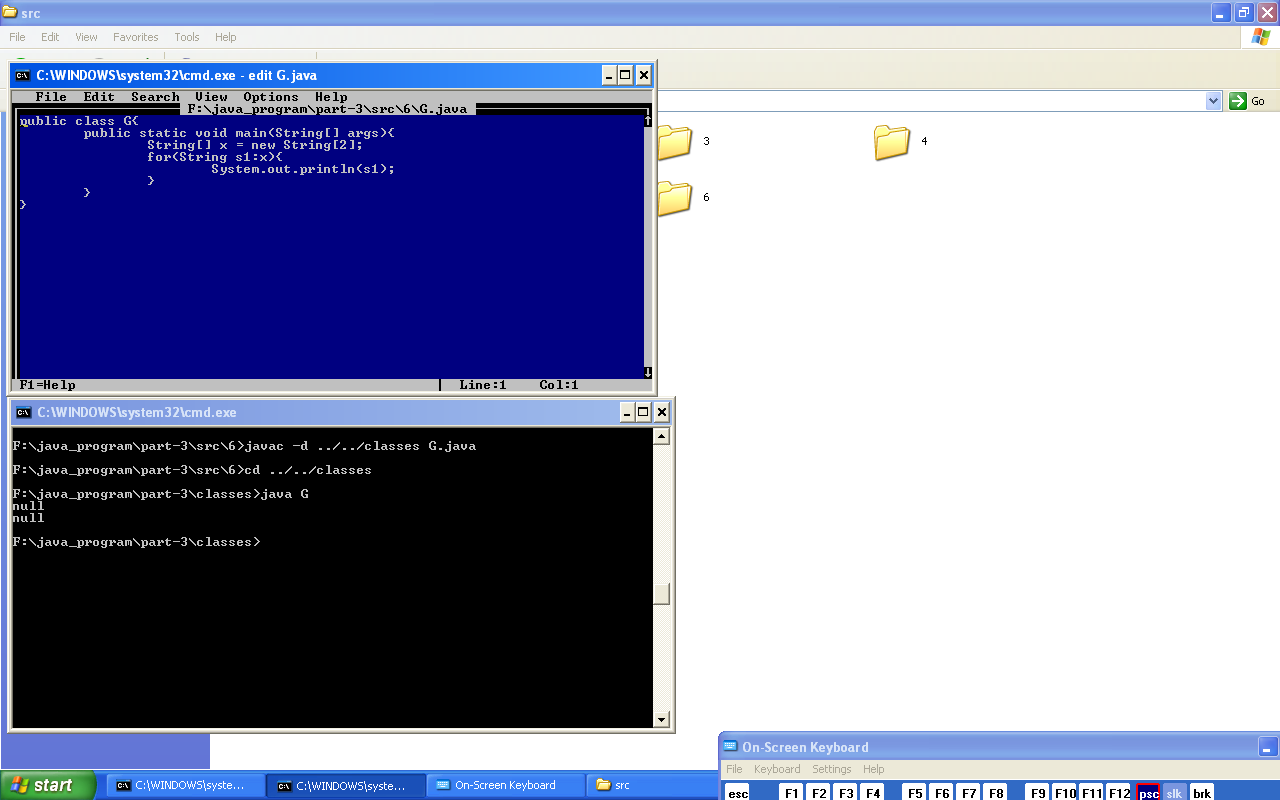 src
File Edit View Favorites Tools Help
Go
C:\WINDOWS\system32\cmd.exe - edit G.java
File Edit Search View Options Help
F:\java_program\part-3\src\6\G.java
public class G{
public static void main(String[] args){
String[] x = new String[2];
for(String s1:x){
System.out.println(s1);
}
}
}
F1=Help Line:1 Col:1
3
4
6
C:\WINDOWS\system32\cmd.exe
F:\java_program\part-3\src\6>javac -d ../../classes G.java
F:\java_program\part-3\src\6>cd ../../classes
F:\java_program\part-3\classes>java G
null
null
F:\java_program\part-3\classes>
On-Screen Keyboard
File Keyboard Settings Help
esc F1 F2 F3 F4 F5 F6 F7 F8 F9 F10 F11 F12 psc slk brk
start C:\WINDOWS\syste... C:\WINDOWS\syste... On-Screen Keyboard src